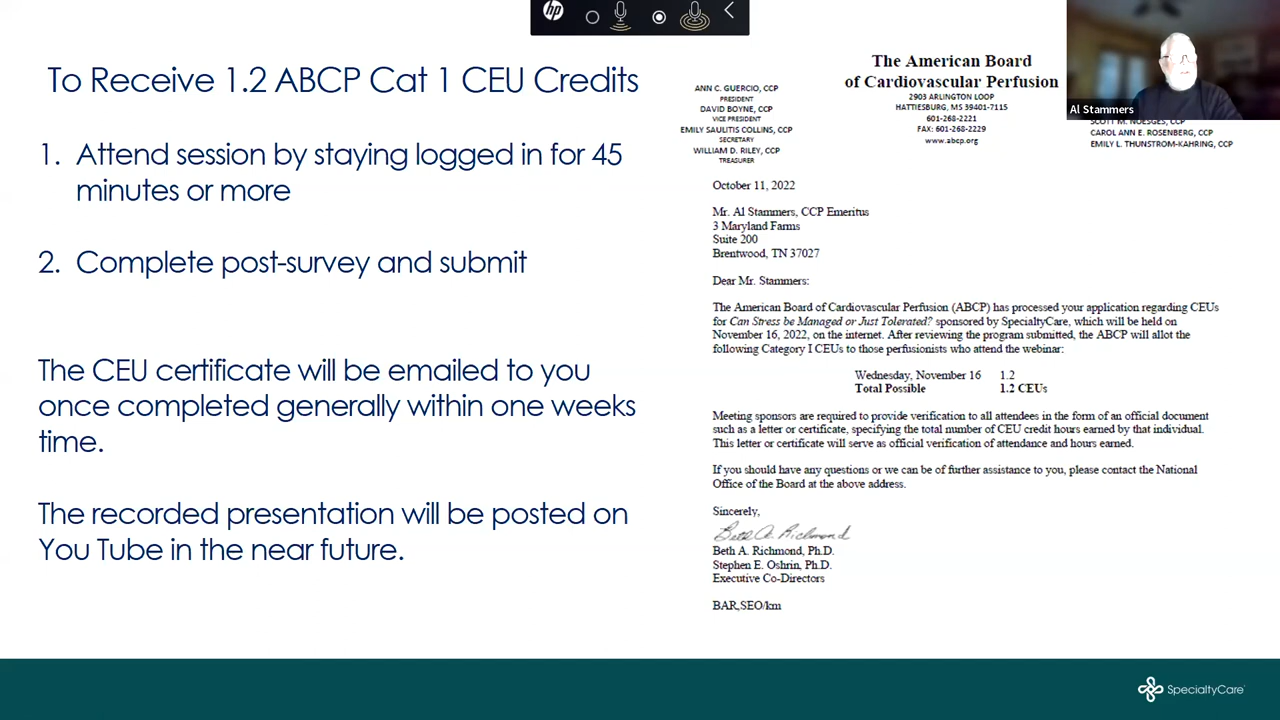 hp
To Receive 1.2 ABCP Cat 1 CEU Credits
1. Attend session by staying logged in for 45
minutes or more
2. Complete post-survey and submit
The CEU certificate will be emailed to you
once completed generally within one weeks
time.
The recorded presentation will be posted on
You Tube in the near future.
The American Board
of Cardiovascular Perfusion
2903 ARLINGTON LOOP
HATTIESBURG, MS 39401-7115
601-268-2221
FAX: 601-268-2229
www.abcp.org
ANN C. GUERCIO, CCP
PRESIDENT
DAVID BOYNE, CCP
VICE PRESIDENT
EMILY SAULITIS COLLINS, CCP
SECRETARY
WILLIAM D. RILEY, CCP
TREASURER
Al Stammers
SCOTT M. NUESGES, CCP
CAROL ANN E. ROSENBERG, CCP
EMILY L. THUNSTROM-KAHRING, CCP
October 11, 2022
Mr. Al Stammers, CCP Emeritus
3 Maryland Farms
Suite 200
Brentwood, TN 37027
Dear Mr. Stammers:
The American Board of Cardiovascular Perfusion (ABCP) has processed your application regarding CEUs
for Can Stress be Managed or Just Tolerated? sponsored by SpecialtyCare, which will be held on
November 16, 2022, on the internet. After reviewing the program submitted, the ABCP will allot the
following Category I CEUs to those perfusionists who attend the webinar:
Wednesday, November 16 1.2
Total Possible 1.2 CEUs
Meeting sponsors are required to provide verification to all attendees in the form of an official document
such as a letter or certificate, specifying the total number of CEU credit hours earned by that individual.
This letter or certificate will serve as official verification of attendance and hours earned.
If you should have any questions or we can be of further assistance to you, please contact the National
Office of the Board at the above address.
Sincerely,
Beth A. Richmond
Beth A. Richmond, Ph.D.
Stephen E. Oshrin, Ph.D.
Executive Co-Directors
BAR,SEO/km
SpecialtyCare